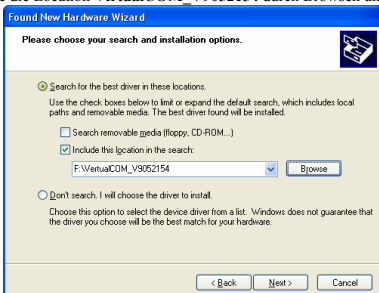 Found New Hardware Wizard
Please choose your search and installation options.
Search for the best driver in these locations.
Use the check boxes below to limit or expand the default search, which includes local
paths and removable media. The best driver found will be installed.
Search removable media (floppy, CD-ROM...)
Include this location in the search:
F:\VertualCOM_V9852154
Browse
Don't search. I will choose the driver to install.
Choose this option to select the device driver from a list. Windows does not guarantee that
the driver you choose will be the best match for your hardware.
< Back Next > Cancel